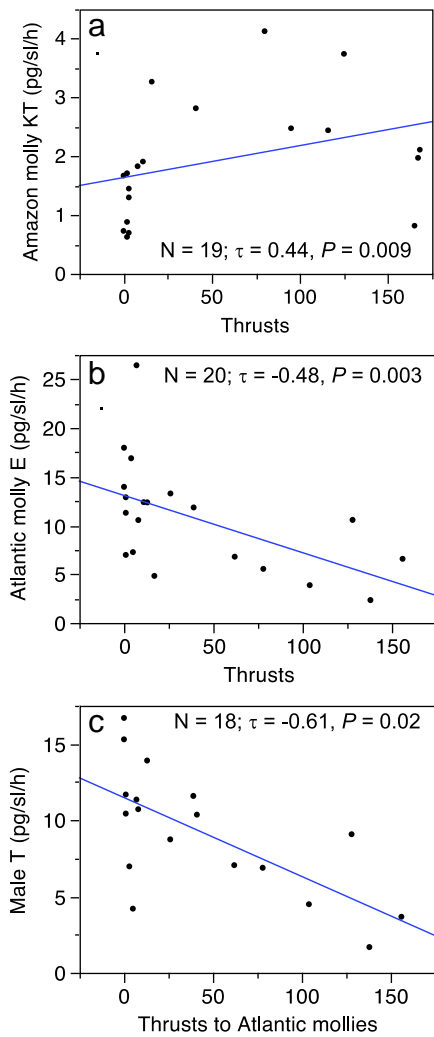 a
Amazon molly KT (pg/sl/h)
4
3
2
1
0
N = 19; τ = 0.44, P = 0.009
0 50 100 150
Thrusts
b
N = 20; τ = -0.48, P = 0.003
Atlantic molly E (pg/sl/h)
25
20
15
10
5
0
0 50 100 150
Thrusts
c
N = 18; τ = -0.61, P = 0.02
Male T (pg/sl/h)
15
10
5
0
0 50 100 150
Thrusts to Atlantic mollies